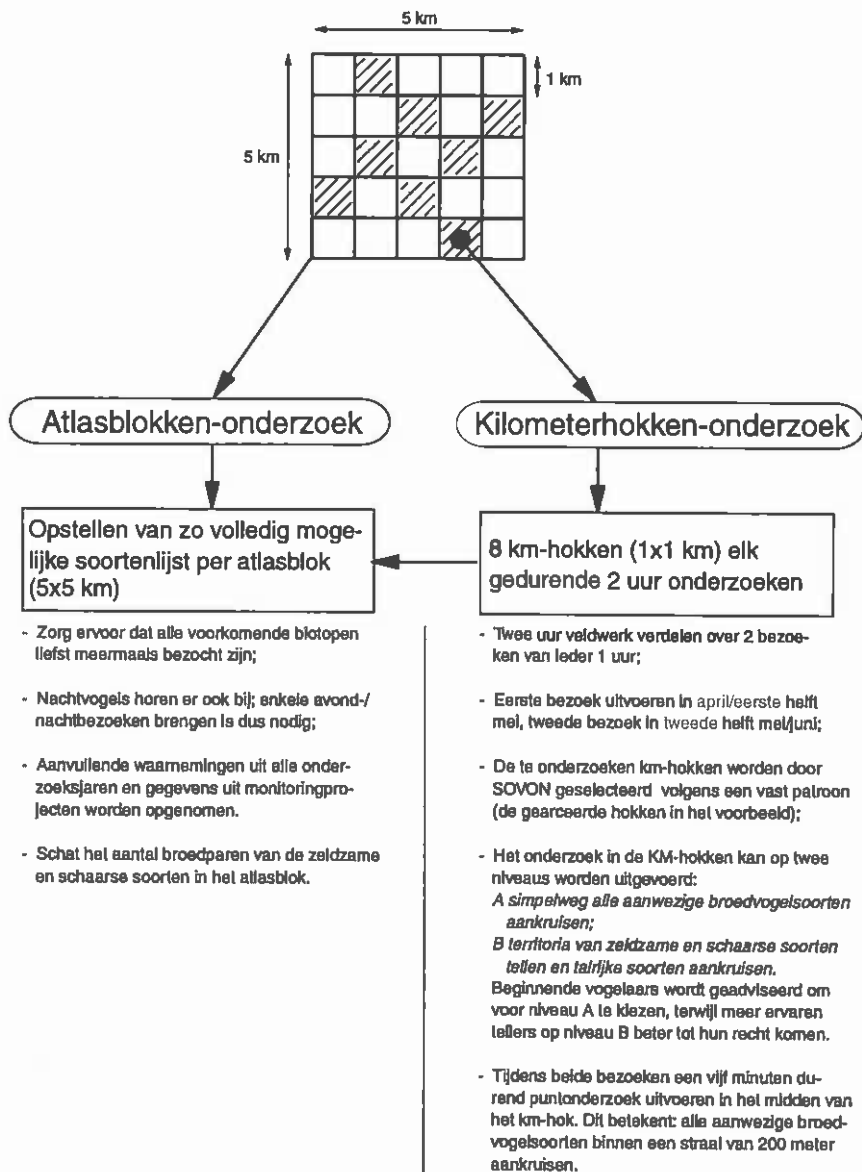 5 km
1 km
5 km
Atlasblokken-onderzoek
Kilometerhokken-onderzoek
Opstellen van zo volledig moge-
lijke soortenlijst per atlasblok
(5x5 km)
8 km-hokken (1x1 km) elk
gedurende 2 uur onderzoeken
- Zorg ervoor dat alle voorkomende biotopen
liefst meermaals bezocht zijn;
- Nachtvogels horen er ook bij; enkele avond-/
nachtbezoeken brengen is dus nodig;
- Aanvullende waarnemingen uit alle onder-
zoeksjaren en gegevens uit monitoringpro-
jecten worden opgenomen.
- Schat het aantal broedparen van de zeldzame
en schaarse soorten in het atlasblok.
- Twee uur veldwerk verdelen over 2 bezoe-
ken van ieder 1 uur;
- Eerste bezoek uitvoeren in april/eerste helft
mei, tweede bezoek in tweede helft mei/juni;
- De te onderzoeken km-hokken worden door
SOVON geselecteerd volgens een vast patroon
(de gearceerde hokken in het voorbeeld);
- Het onderzoek in de KM-hokken kan op twee
niveaus worden uitgevoerd:
A simpelweg alle aanwezige broedvogelsoorten
aankruisen;
B territoria van zeldzame en schaarse soorten
tellen en talrijke soorten aankruisen.
Beginnende vogelaars wordt geadviseerd om
voor niveau A te kiezen, terwijl meer ervaren
tellers op niveau B beter tot hun recht komen.
- Tijdens beide bezoeken een vijf minuten du-
rend puntonderzoek uitvoeren in het midden van
het km-hok. Dit betekent: alle aanwezige broed-
vogelsoorten binnen een straal van 200 meter
aankruisen.